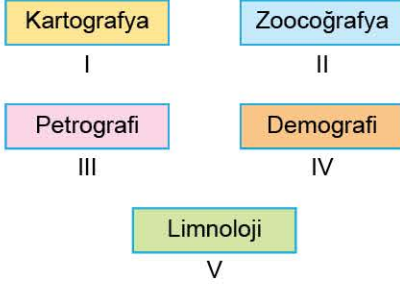 Kartografya
I
Zoocoğrafya
II
Petrografi
III
Demografi
IV
Limnoloji
V